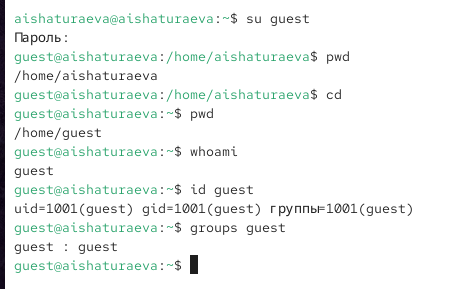 aishaturaeva@aishaturaeva:~$ su guest
Пароль:
guest@aishaturaeva:/home/aishaturaeva$ pwd
/home/aishaturaeva
guest@aishaturaeva:/home/aishaturaeva$ cd
guest@aishaturaeva:~$ pwd
/home/guest
guest@aishaturaeva:~$ whoami
guest
guest@aishaturaeva:~$ id guest
uid=1001(guest) gid=1001(guest) группы=1001(guest)
guest@aishaturaeva:~$ groups guest
guest : guest
guest@aishaturaeva:~$